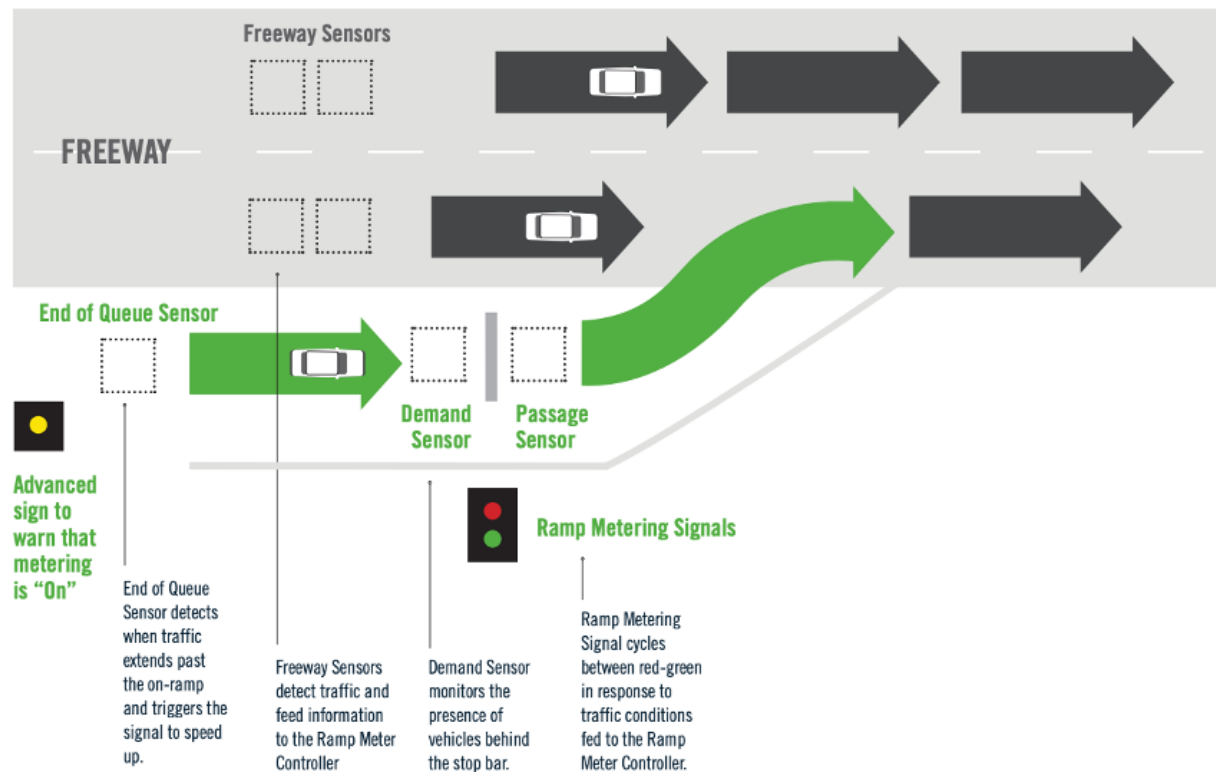 Freeway Sensors
FREEWAY
End of Queue Sensor
Demand
Sensor
Passage
Sensor
Advanced
sign to
warn that
metering
is “On”
Ramp Metering Signals
End of Queue
Sensor detects
when traffic
extends past
the on-ramp
and triggers the
signal to speed
up.
Freeway Sensors
detect traffic and
feed information
to the Ramp Meter
Controller
Demand Sensor
monitors the
presence of
vehicles behind
the stop bar.
Ramp Metering
Signal cycles
between red-green
in response to
traffic conditions
fed to the Ramp
Meter Controller.